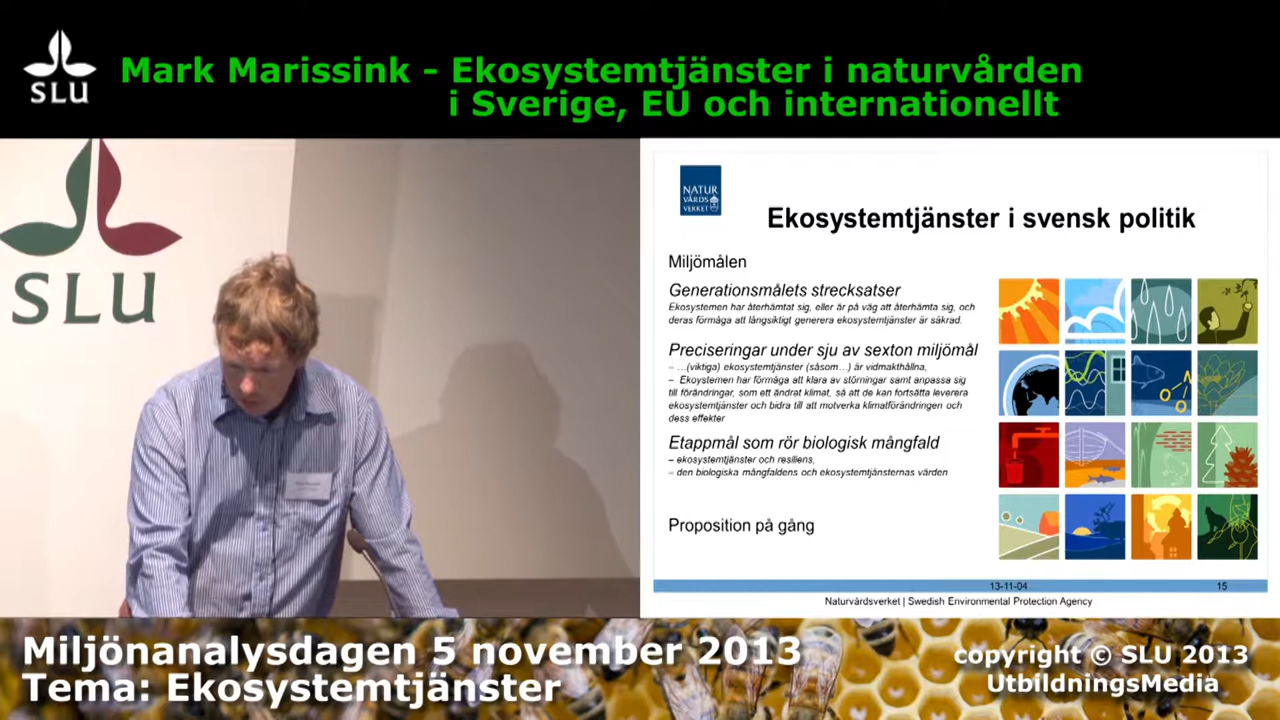 SLU
Mark Marissink - Ekosystemtjänster i naturvården
i Sverige, EU och internationellt
SLU
NATUR
VÅRDS
VERKET
Ekosystemtjänster i svensk politik
Miljömålen
Generationsmålets strecksatser
Ekosystemen har återhämtat sig, eller är på väg att återhämta sig, och
deras förmåga att långsiktigt generera ekosystemtjänster är säkrad.
Preciseringar under sju av sexton miljömål
– …(viktiga) ekosystemtjänster (såsom…) är vidmakthållna,
– Ekoystemen har förmåga att klara av störningar samt anpassa sig
till förändringar, som ett ändrat klimat, så att de kan fortsätta leverera
ekosystemtjänster och bidra till att motverka klimatförändringen och
dess effekter
Etappmål som rör biologisk mångfald
– ekosystemtjänster och resiliens,
– den biologiska mångfaldens och ekosystemtjänsternas värden
Proposition på gång
13-11-04
15
Naturvårdsverket | Swedish Environmental Protection Agency
Miljönanalysdagen 5 november 2013
Tema: Ekosystemtjänster
copyright © SLU 2013
UtbildningsMedia